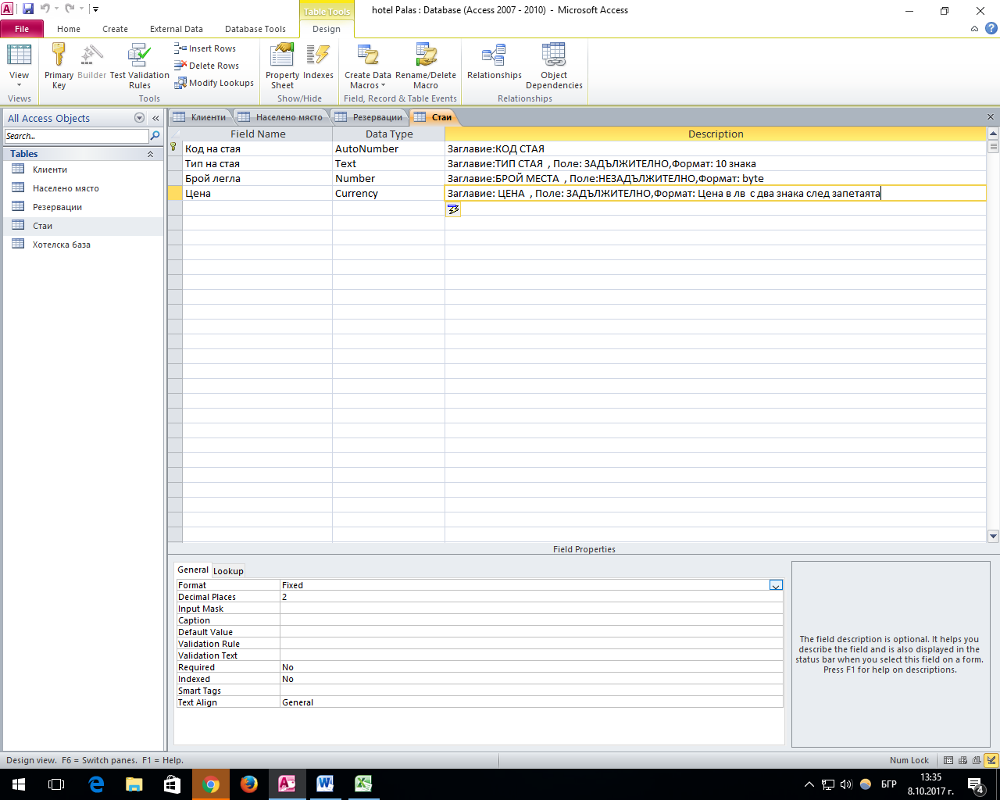 Table Tools
hotel Palas : Database (Access 2007 - 2010) - Microsoft Access
File Home Create External Data Database Tools Design
View
Views
Primary Key
Builder
Test Validation Rules
Insert Rows
Delete Rows
Modify Lookups
Tools
Property Sheet
Indexes
Show/Hide
Create Data Macros
Rename/Delete Macro
Field, Record & Table Events
Relationships
Object Dependencies
Relationships
All Access Objects
Search...
Tables
Клиенти
Населено място
Резервации
Стаи
Хотелска база
Клиенти Населено място Резервации Стаи
Field Name Data Type Description
Код на стая AutoNumber Заглавие:КОД СТАЯ
Тип на стая Text Заглавие:ТИП СТАЯ , Поле: ЗАДЪЛЖИТЕЛНО,Формат: 10 знака
Брой легла Number Заглавие:БРОЙ МЕСТА , Поле:НЕЗАДЪЛЖИТЕЛНО,Формат: byte
Цена Currency Заглавие: ЦЕНА , Поле: ЗАДЪЛЖИТЕЛНО,Формат: Цена в лв с два знака след запетаята
Field Properties
General Lookup
Format Fixed
Decimal Places 2
Input Mask
Caption
Default Value
Validation Rule
Validation Text
Required No
Indexed No
Smart Tags
Text Align General
The field description is optional. It helps you
describe the field and is also displayed in the
status bar when you select this field on a form.
Press F1 for help on descriptions.
Design view. F6 = Switch panes. F1 = Help.
Num Lock
БГР
13:35
8.10.2017 г.
4